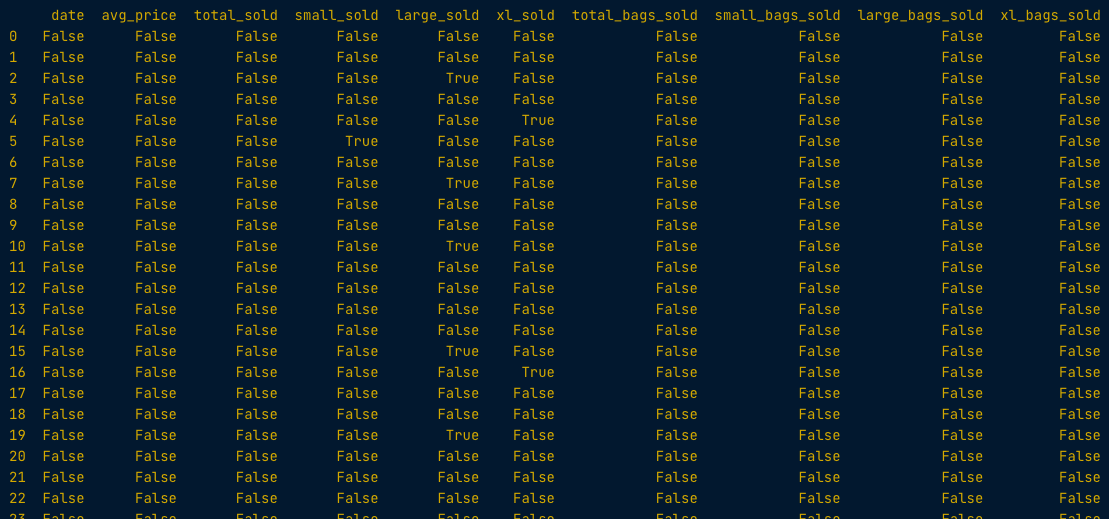 date avg_price total_sold small_sold large_sold xl_sold total_bags_sold small_bags_sold large_bags_sold xl_bags_sold
0 False False False False False False False False False False
1 False False False False False False False False False False
2 False False False False True False False False False False
3 False False False False False False False False False False
4 False False False False False True False False False False
5 False False False True False False False False False False
6 False False False False False False False False False False
7 False False False False True False False False False False
8 False False False False False False False False False False
9 False False False False False False False False False False
10 False False False False True False False False False False
11 False False False False False False False False False False
12 False False False False False False False False False False
13 False False False False False False False False False False
14 False False False False False False False False False False
15 False False False False True False False False False False
16 False False False False False True False False False False
17 False False False False False False False False False False
18 False False False False False False False False False False
19 False False False False True False False False False False
20 False False False False False False False False False False
21 False False False False False False False False False False
22 False False False False False False False False False False
23 False False False False False False False False False False